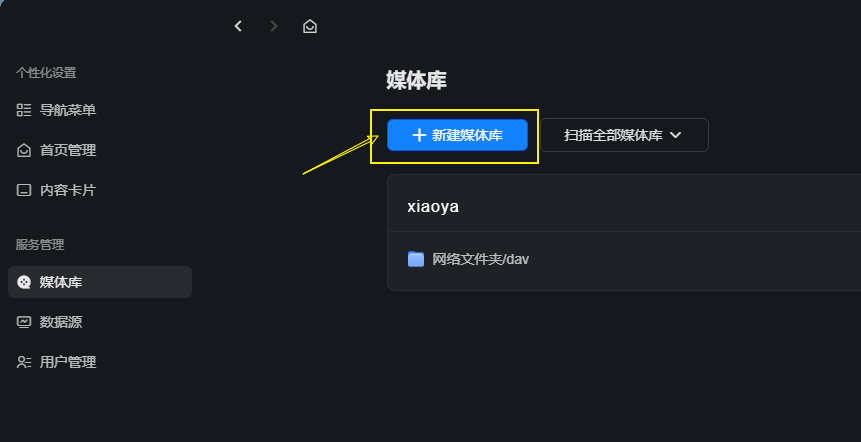 个性化设置
导航菜单
首页管理
内容卡片
服务管理
媒体库
数据源
用户管理
媒体库
新建媒体库
扫描全部媒体库
xiaoya
网络文件夹/dav